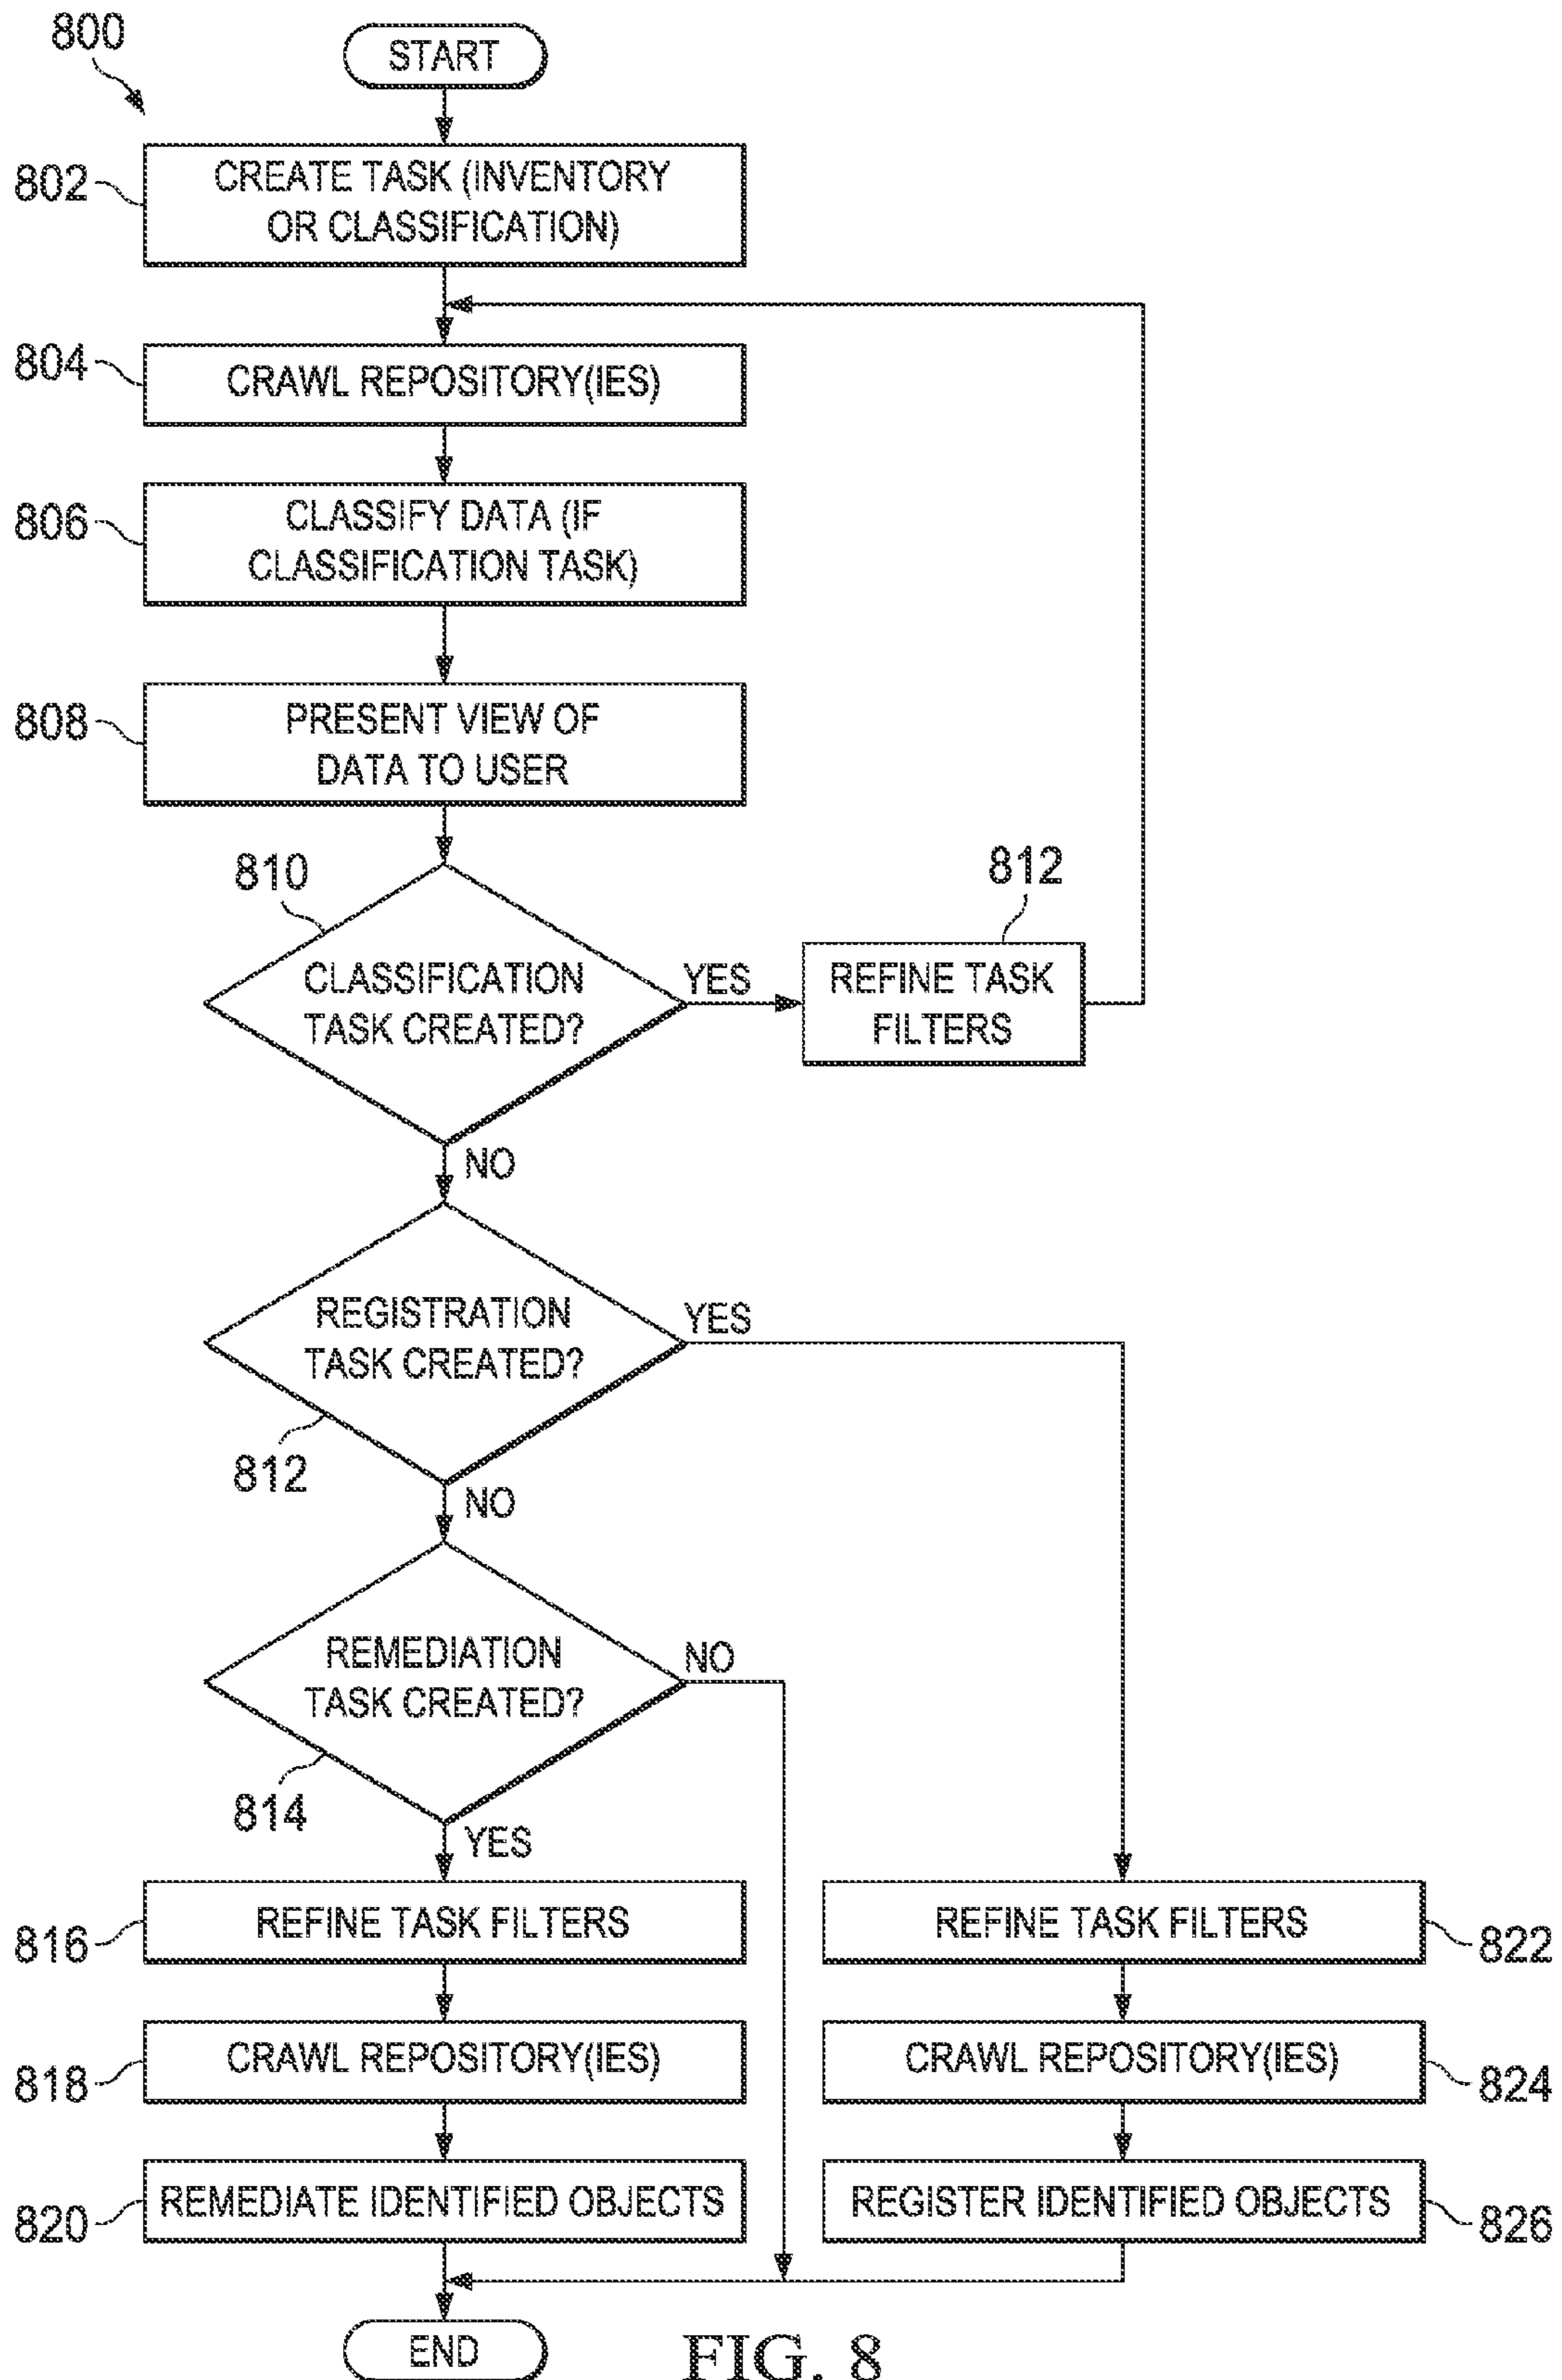 800
START
802
CREATE TASK (INVENTORY
OR CLASSIFICATION)
804
CRAWL REPOSITORY(IES)
806
CLASSIFY DATA (IF
CLASSIFICATION TASK)
808
PRESENT VIEW OF
DATA TO USER
810
CLASSIFICATION
TASK CREATED?
YES
812
REFINE TASK
FILTERS
NO
REGISTRATION
TASK CREATED?
YES
812
NO
REMEDIATION
TASK CREATED?
NO
814
YES
816
REFINE TASK FILTERS
REFINE TASK FILTERS
822
818
CRAWL REPOSITORY(IES)
CRAWL REPOSITORY(IES)
824
820
REMEDIATE IDENTIFIED OBJECTS
REGISTER IDENTIFIED OBJECTS
826
END
FIG. 8